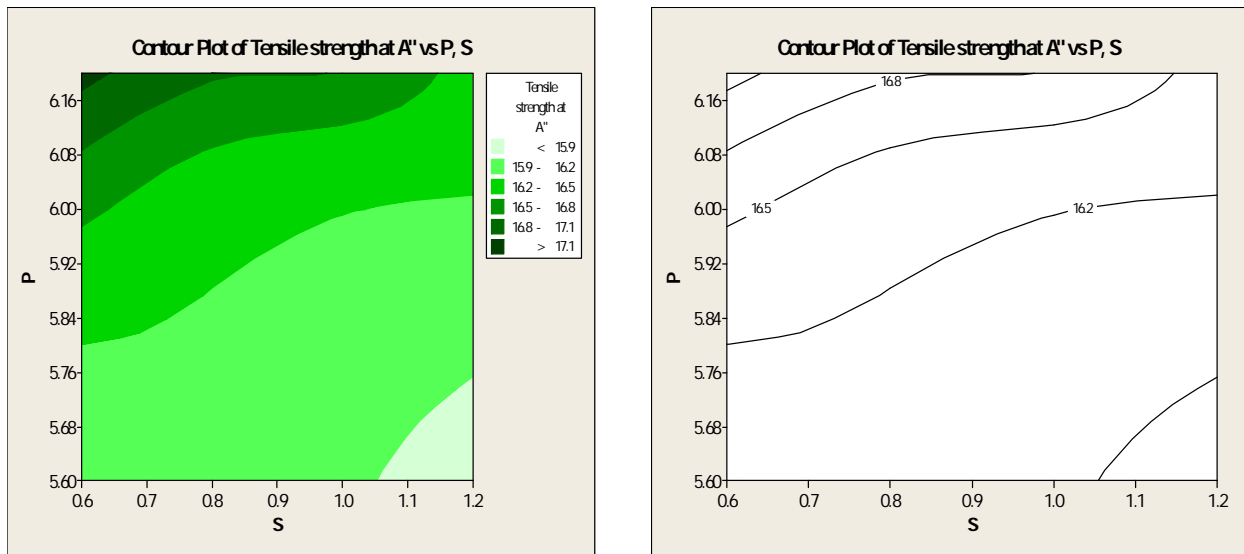 Contour Plot of Tensile strength at A" vs P, S
6.16
6.08
6.00
5.92
5.84
5.76
5.68
5.60
P
0.6 0.7 0.8 0.9 1.0 1.1 1.2
S
Tensile
strength at
A"
< 15.9
15.9 - 16.2
16.2 - 16.5
16.5 - 16.8
16.8 - 17.1
> 17.1
Contour Plot of Tensile strength at A" vs P, S
6.16
6.08
6.00
5.92
5.84
5.76
5.68
5.60
P
0.6 0.7 0.8 0.9 1.0 1.1 1.2
S
16.8
16.5
16.2